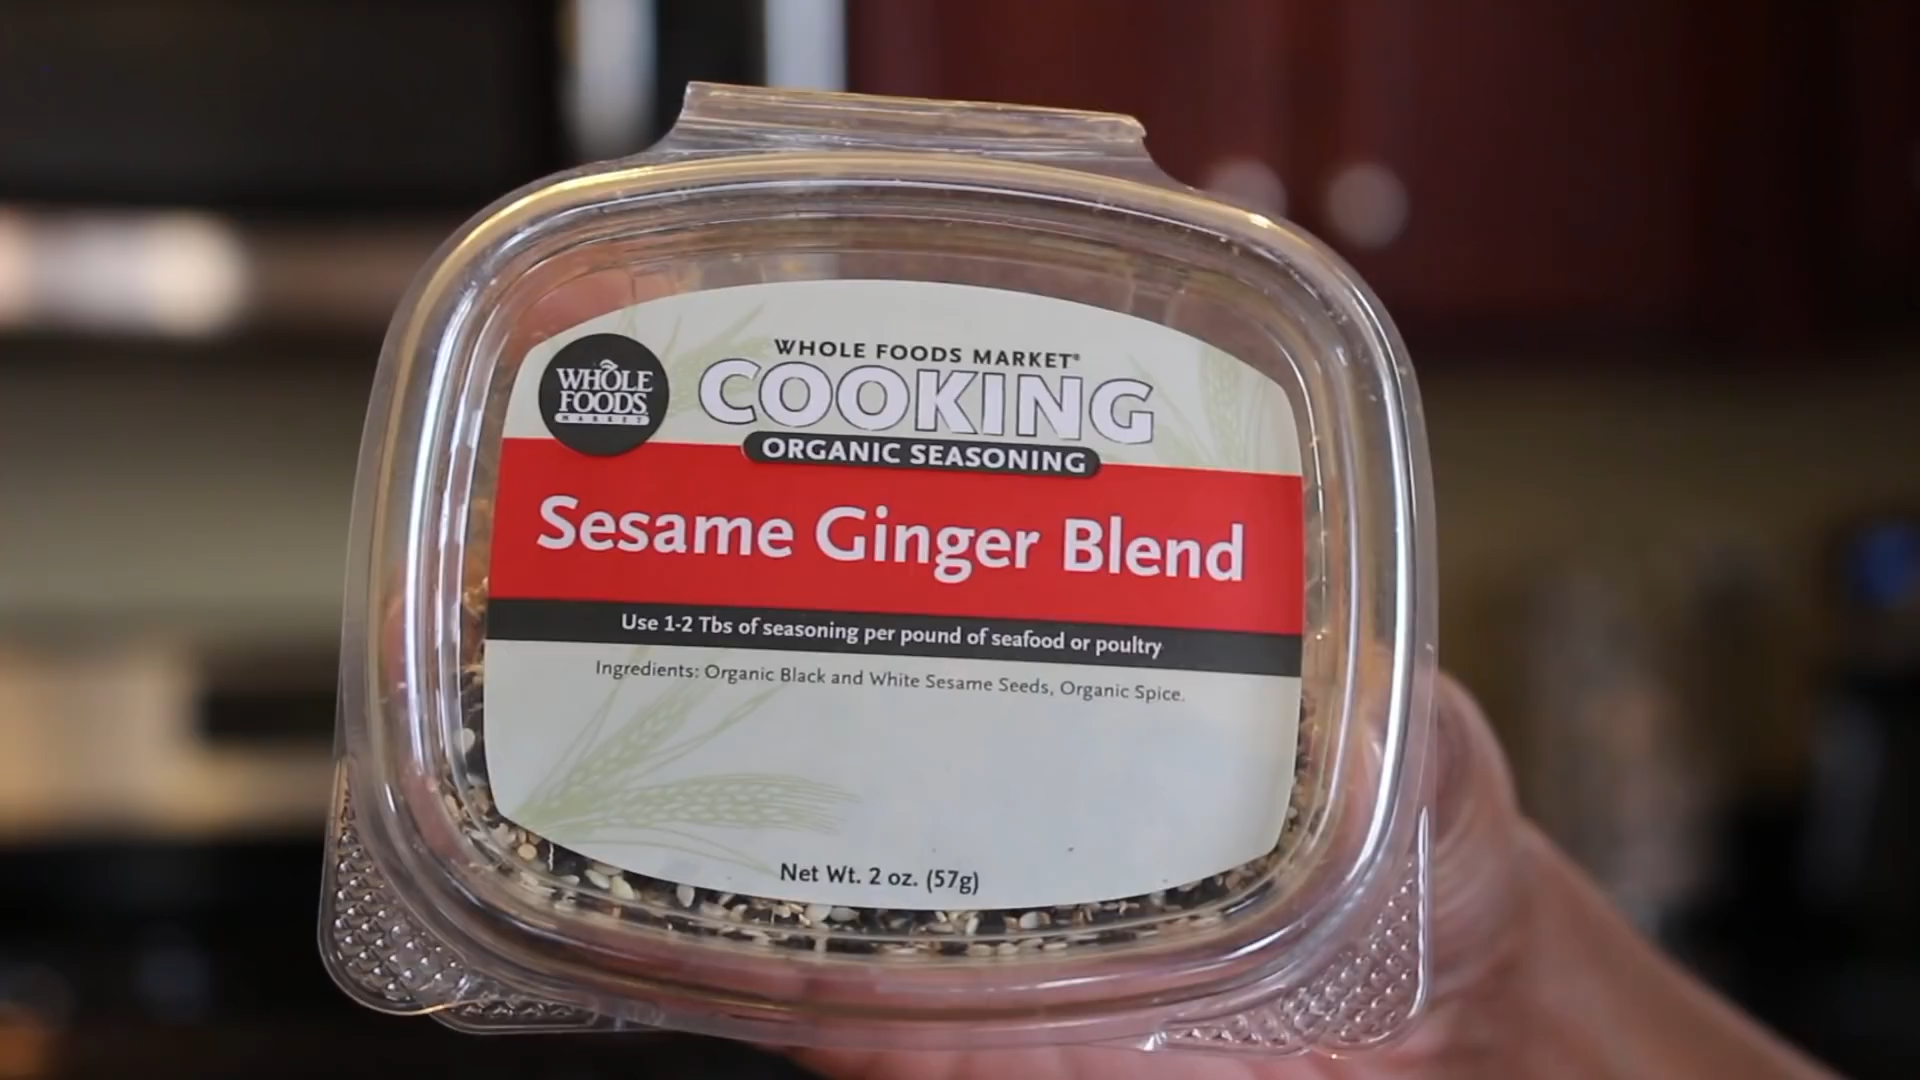 WHOLE FOODS MARKET®
COOKING
WHOLE
FOODS
MARKET
ORGANIC SEASONING
Sesame Ginger Blend
Use 1-2 Tbs of seasoning per pound of seafood or poultry
Ingredients: Organic Black and White Sesame Seeds, Organic Spice.
Net Wt. 2 oz. (57g)